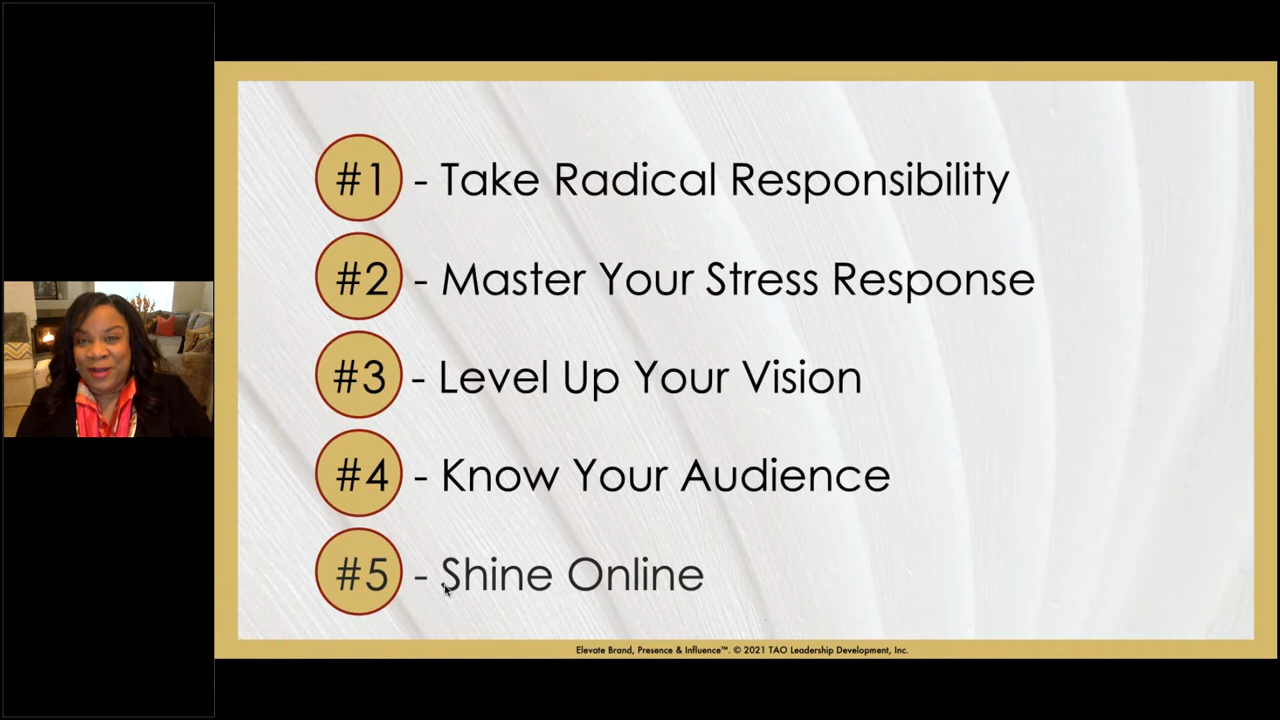 #1 - Take Radical Responsibility
#2 - Master Your Stress Response
#3 - Level Up Your Vision
#4 - Know Your Audience
#5 - Shine Online
Elevate Brand, Presence & Influence™. © 2021 TAO Leadership Development, Inc.